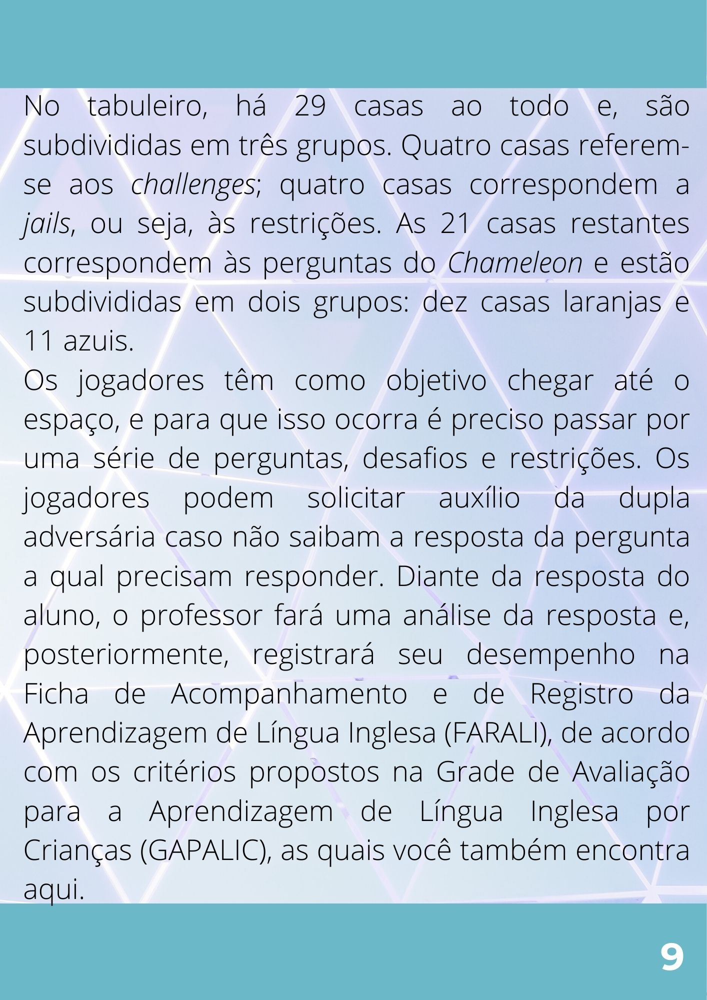 No tabuleiro, há 29 casas ao todo e, são
subdivididas em três grupos. Quatro casas referem-
se aos challenges; quatro casas correspondem a
jails, ou seja, às restrições. As 21 casas restantes
correspondem às perguntas do Chameleon e estão
subdivididas em dois grupos: dez casas laranjas e
11 azuis.
Os jogadores têm como objetivo chegar até o
espaço, e para que isso ocorra é preciso passar por
uma série de perguntas, desafios e restrições. Os
jogadores podem solicitar auxílio da dupla
adversária caso não saibam a resposta da pergunta
a qual precisam responder. Diante da resposta do
aluno, o professor fará uma análise da resposta e,
posteriormente, registrará seu desempenho na
Ficha de Acompanhamento e de Registro da
Aprendizagem de Língua Inglesa (FARALI), de acordo
com os critérios propostos na Grade de Avaliação
para a Aprendizagem de Língua Inglesa por
Crianças (GAPALIC), as quais você também encontra
aqui.
9